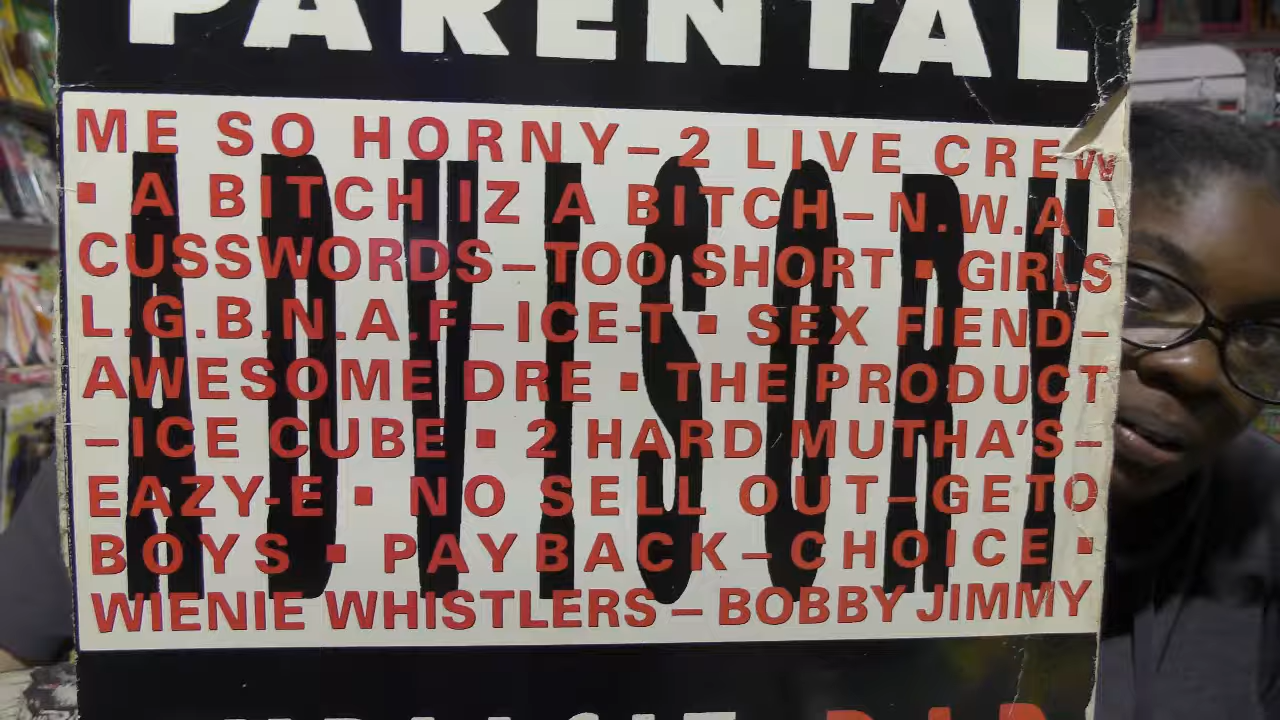 PARENTAL
ME SO HORNY – 2 LIVE CREW
▪ A BITCH IZ A BITCH – N.W.A ▪
CUSSWORDS – TOO SHORT ▪ GIRLS
L.G.B.N.A.F – ICE-T ▪ SEX FIEND –
AWESOME DRE ▪ THE PRODUCT
– ICE CUBE ▪ 2 HARD MUTHA'S –
EAZY-E ▪ NO SELL OUT – GETO
BOYS ▪ PAYBACK – CHOICE ▪
WIENIE WHISTLERS – BOBBY JIMMY
ADVISORY
RAP